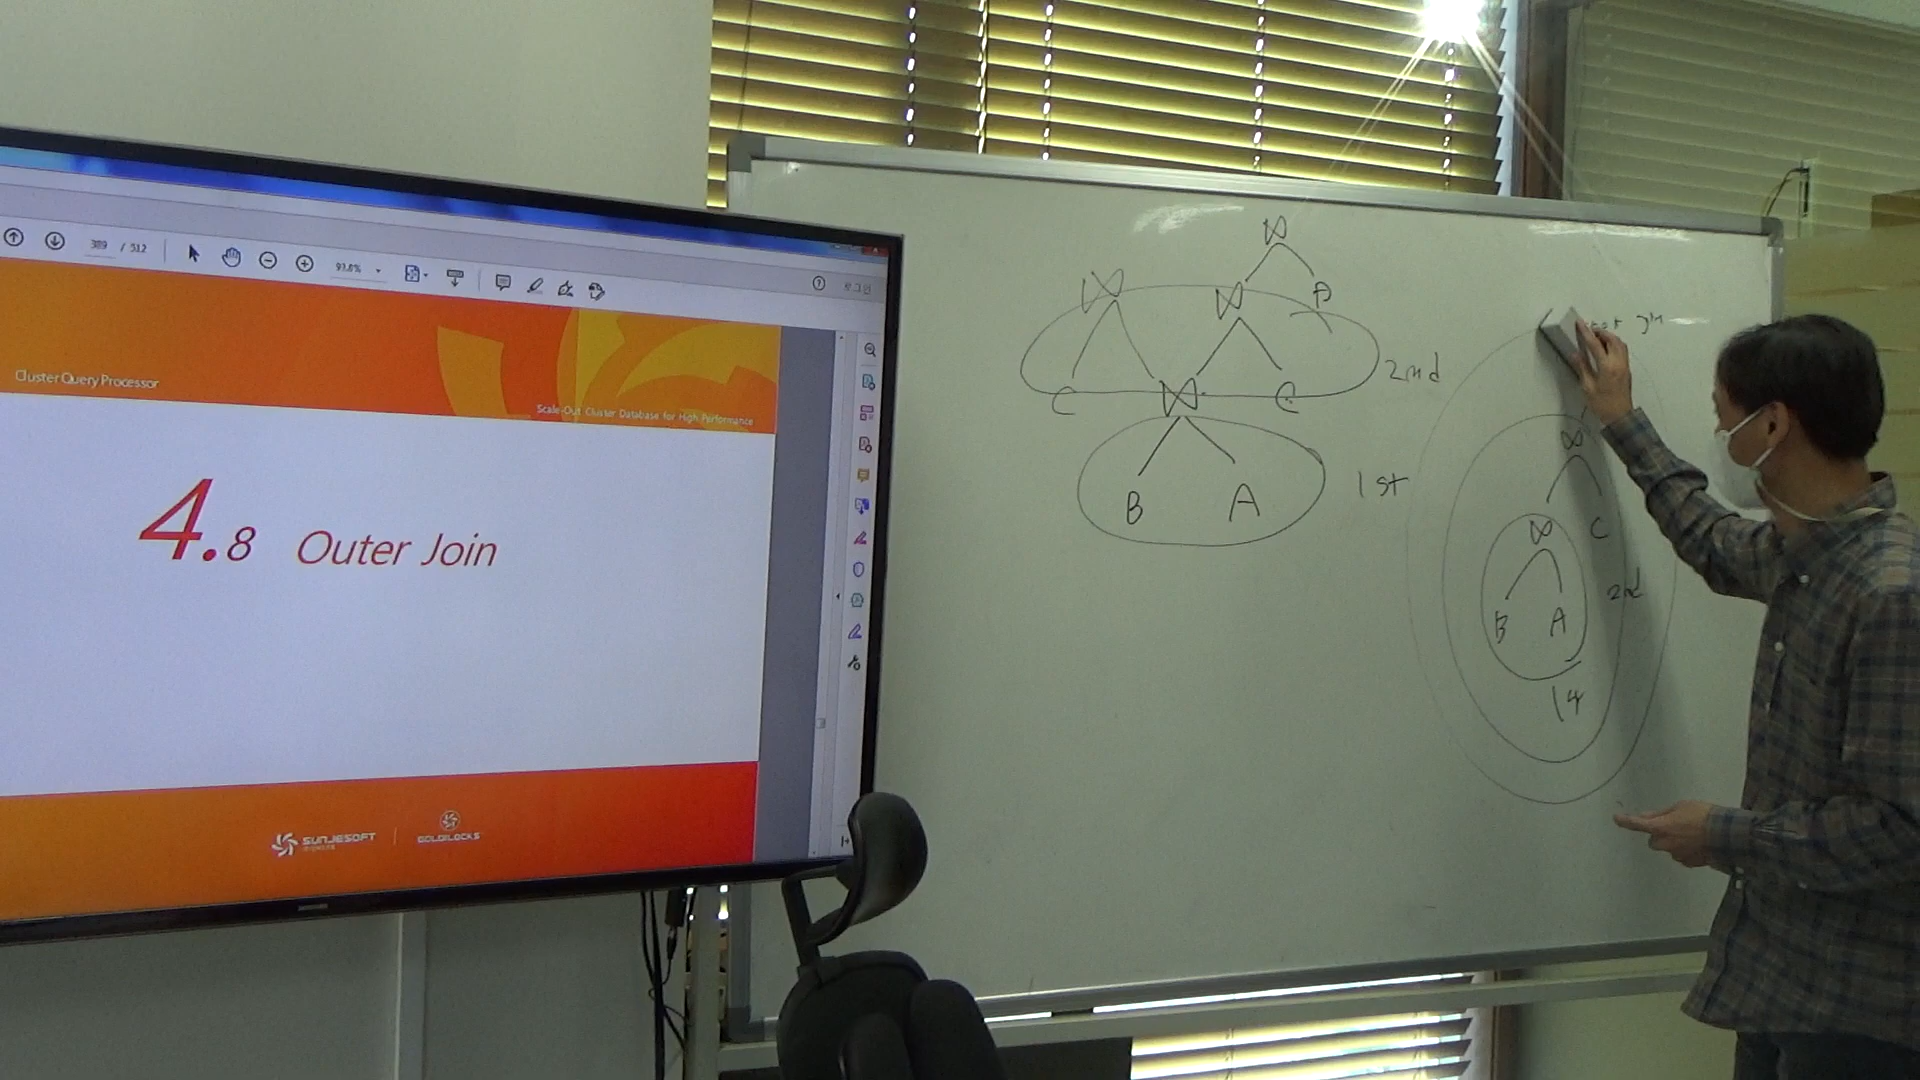 389 / 512
93.8%
Cluster Query Processor
Scale-Out Cluster Database for High Performance
4.8 Outer Join
SUNJESOFT
GOLDILOCKS
⋈
⋈ ⋈
C ⋈ C 2nd
B A 1st
⋈
⋈ C
B A 2nd